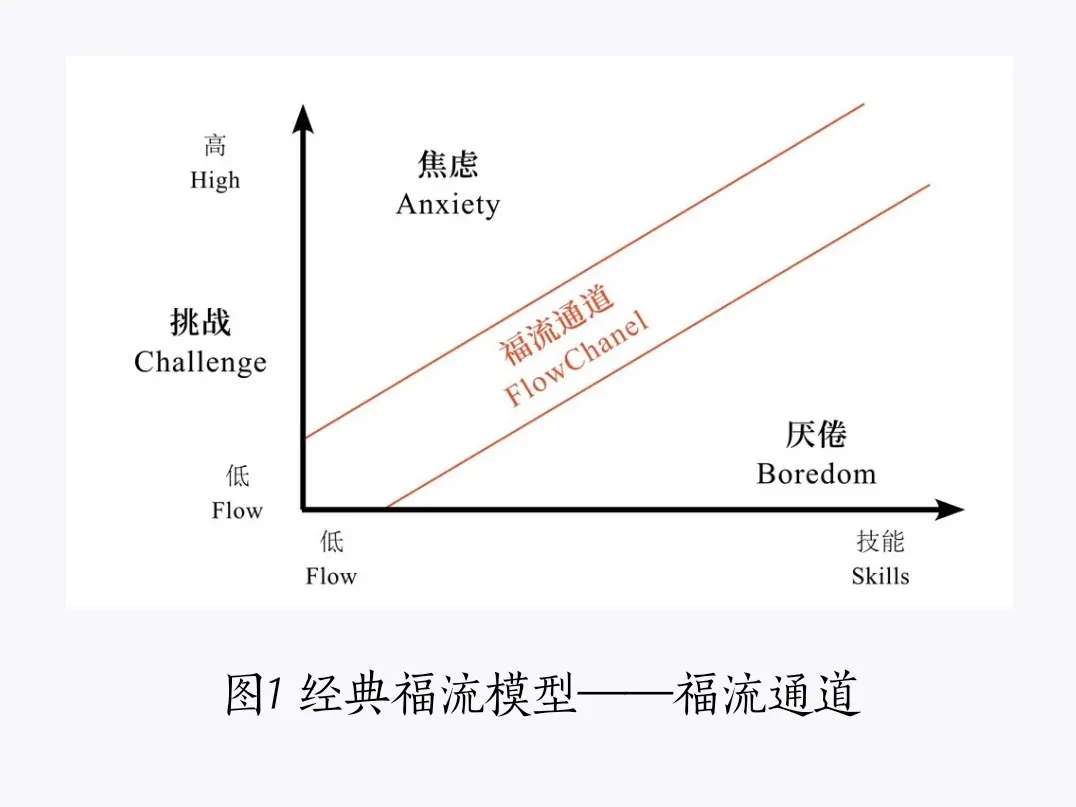 高
High
焦虑
Anxiety
挑战
Challenge
福流通道
FlowChanel
厌倦
Boredom
低
Flow
低
Flow
技能
Skills
图1 经典福流模型——福流通道